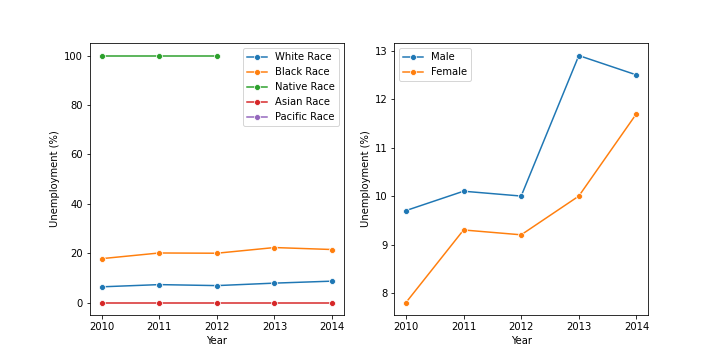 Unemployment (%)
100
80
60
40
20
0
2010 2011 2012 2013 2014
Year
White Race
Black Race
Native Race
Asian Race
Pacific Race
Unemployment (%)
13
12
11
10
9
8
2010 2011 2012 2013 2014
Year
Male
Female